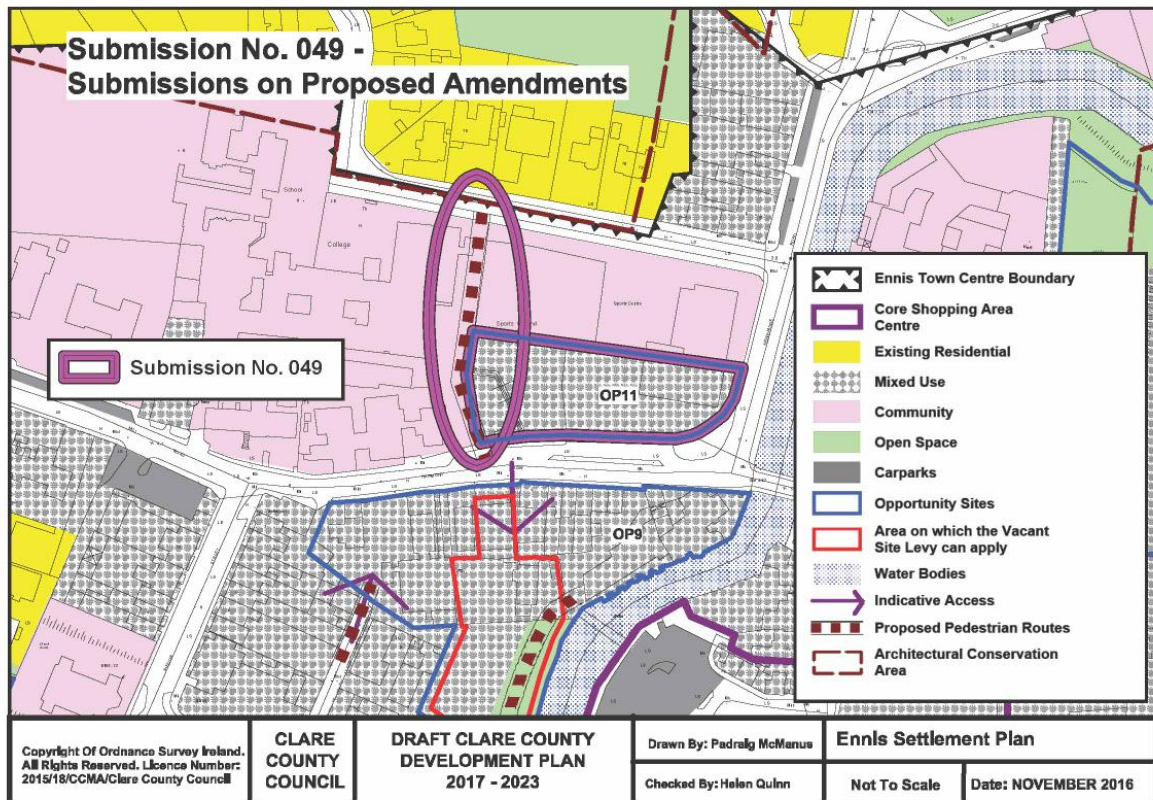 Submission No. 049 -
Submissions on Proposed Amendments
School
College
Sports Centre
Submission No. 049
OP11
OP9
Ennis Town Centre Boundary
Core Shopping Area
Centre
Existing Residential
Mixed Use
Community
Open Space
Carparks
Opportunity Sites
Area on which the Vacant
Site Levy can apply
Water Bodies
Indicative Access
Proposed Pedestrian Routes
Architectural Conservation
Area
Copyright Of Ordnance Survey Ireland.
All Rights Reserved. Licence Number:
2015/18/CCMA/Clare County Council
CLARE
COUNTY
COUNCIL
DRAFT CLARE COUNTY
DEVELOPMENT PLAN
2017 - 2023
Drawn By: Padraig McManus
Checked By: Helen Quinn
Ennis Settlement Plan
Not To Scale
Date: NOVEMBER 2016